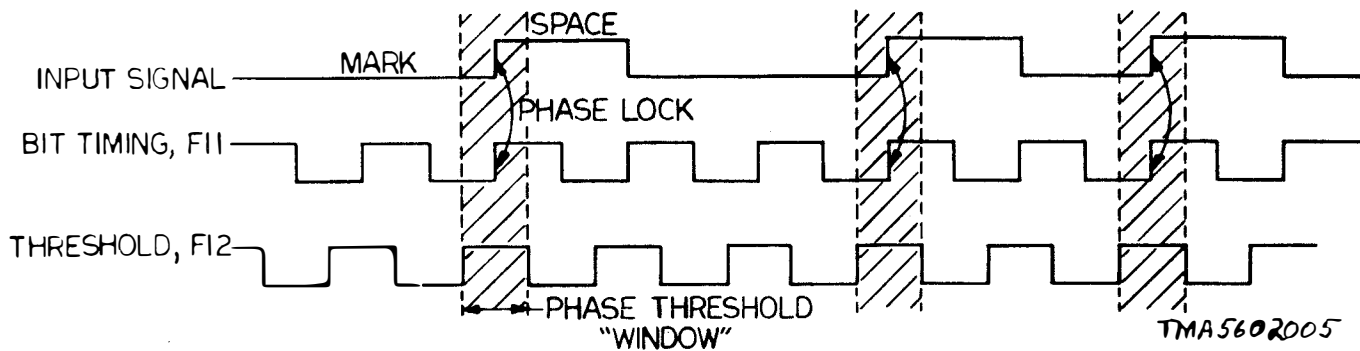 SPACE
MARK
INPUT SIGNAL
PHASE LOCK
BIT TIMING, F11
THRESHOLD, F12
PHASE THRESHOLD
"WINDOW"
TMA5602005